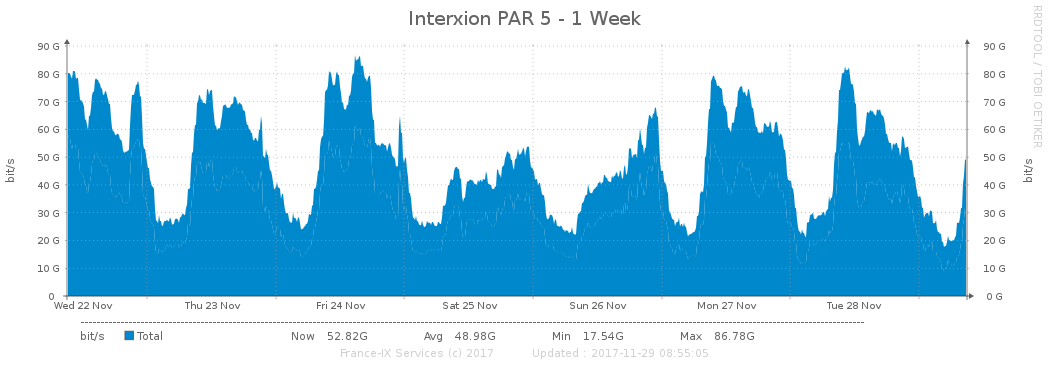 Interxion PAR 5 - 1 Week
RRDTOOL / TOBI OETIKER
90 G 90 G
80 G 80 G
70 G 70 G
60 G 60 G
50 G 50 G
40 G 40 G
30 G 30 G
20 G 20 G
10 G 10 G
0 0 G
bit/s
bit/s
Wed 22 Nov Thu 23 Nov Fri 24 Nov Sat 25 Nov Sun 26 Nov Mon 27 Nov Tue 28 Nov
bit/s Total Now 52.82G Avg 48.98G Min 17.54G Max 86.78G
France-IX Services (c) 2017 Updated : 2017-11-29 08:55:05